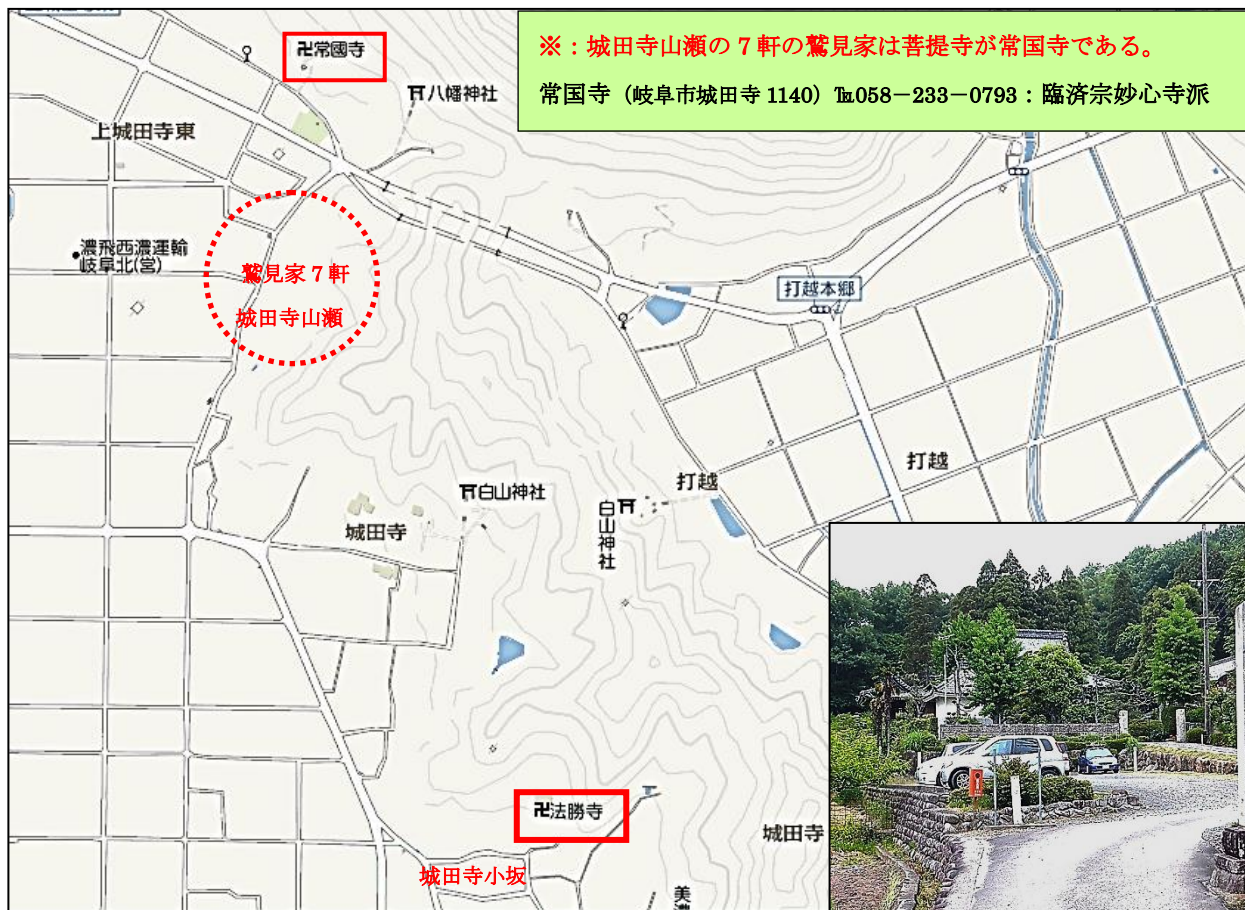 ※：城田寺山瀬の７軒の鷲見家は菩提寺が常国寺である。
常国寺（岐阜市城田寺 1140）℡058－233－0793：臨済宗妙心寺派
卍常國寺
八幡神社
上城田寺東
濃飛西濃運輸
岐阜北(営)
鷲見家７軒
城田寺山瀬
打越本郷
打越
打越
白山神社
白山神社
城田寺
卍法勝寺
城田寺
城田寺小坂
美濃